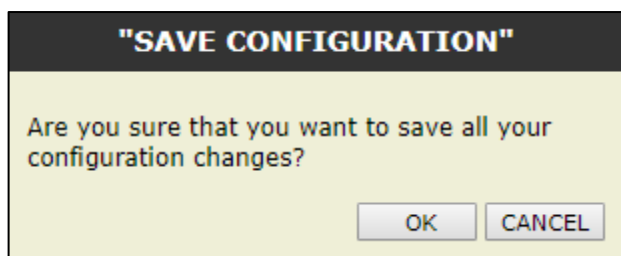 "SAVE CONFIGURATION"
Are you sure that you want to save all your
configuration changes?
OK
CANCEL